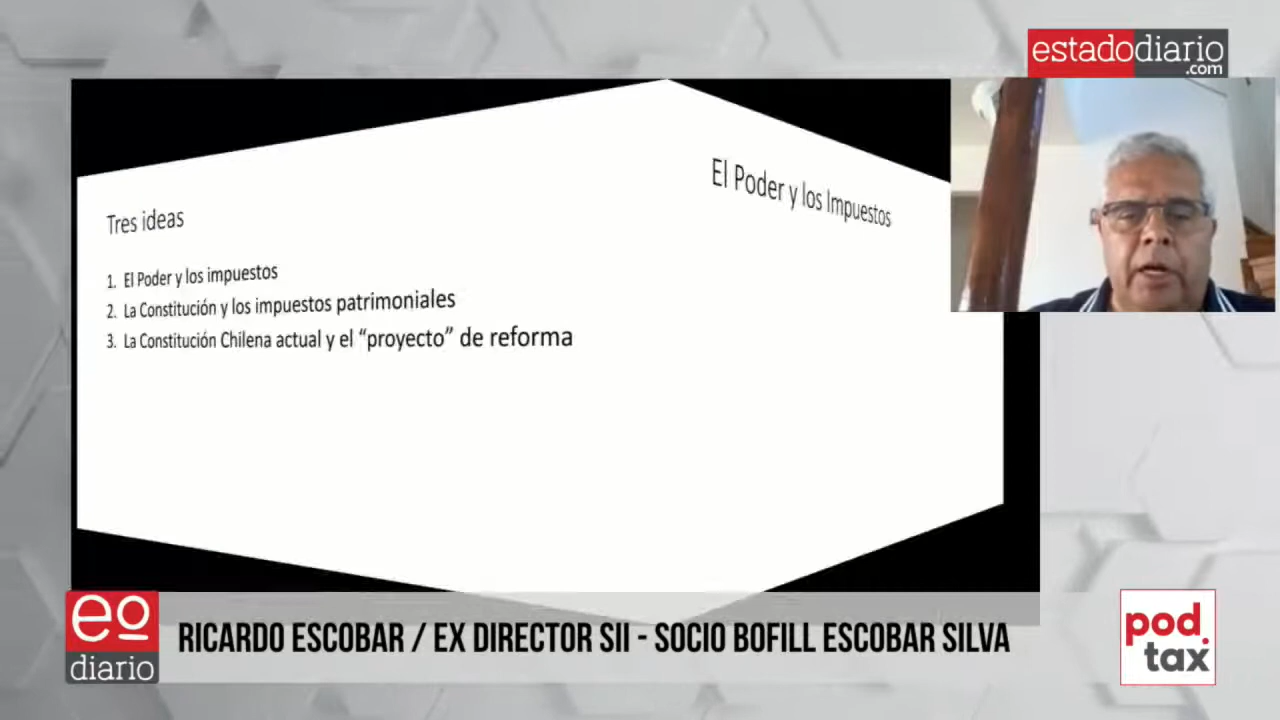 estadodiario
.com
El Poder y los Impuestos
Tres ideas
1. El Poder y los impuestos
2. La Constitución y los impuestos patrimoniales
3. La Constitución Chilena actual y el “proyecto” de reforma
eo
diario
RICARDO ESCOBAR / EX DIRECTOR SII - SOCIO BOFILL ESCOBAR SILVA
pod.
tax